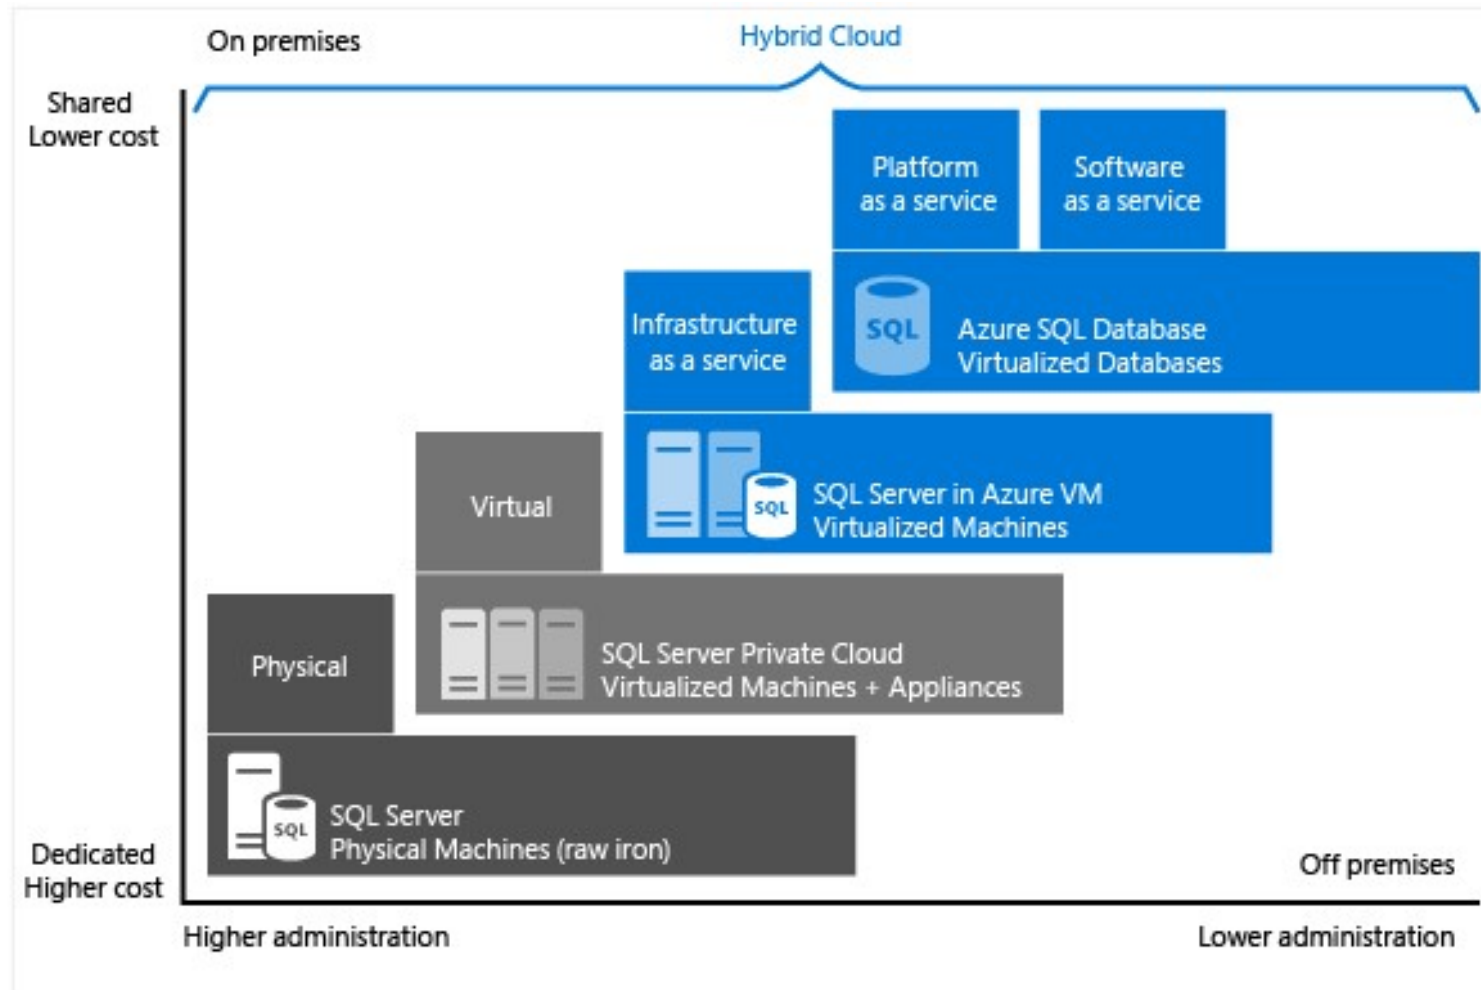 On premises
Hybrid Cloud
Shared
Lower cost
Platform
as a service
Software
as a service
Infrastructure
as a service
SQL
Azure SQL Database
Virtualized Databases
Virtual
SQL
SQL Server in Azure VM
Virtualized Machines
Physical
SQL Server Private Cloud
Virtualized Machines + Appliances
SQL
SQL Server
Physical Machines (raw iron)
Dedicated
Higher cost
Off premises
Higher administration
Lower administration